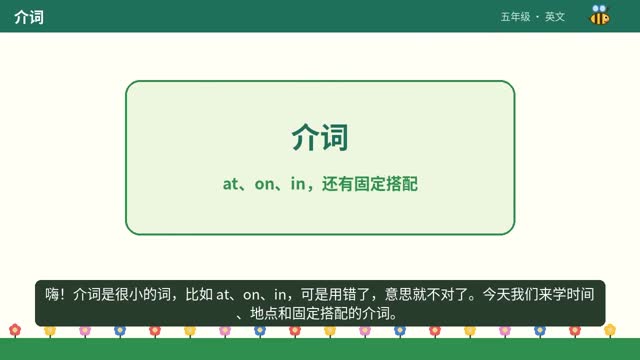 介词
五年级 · 英文
介词
at、on、in，还有固定搭配
嗨！介词是很小的词，比如 at、on、in，可是用错了，意思就不对了。今天我们来学时间
、地点和固定搭配的介词。